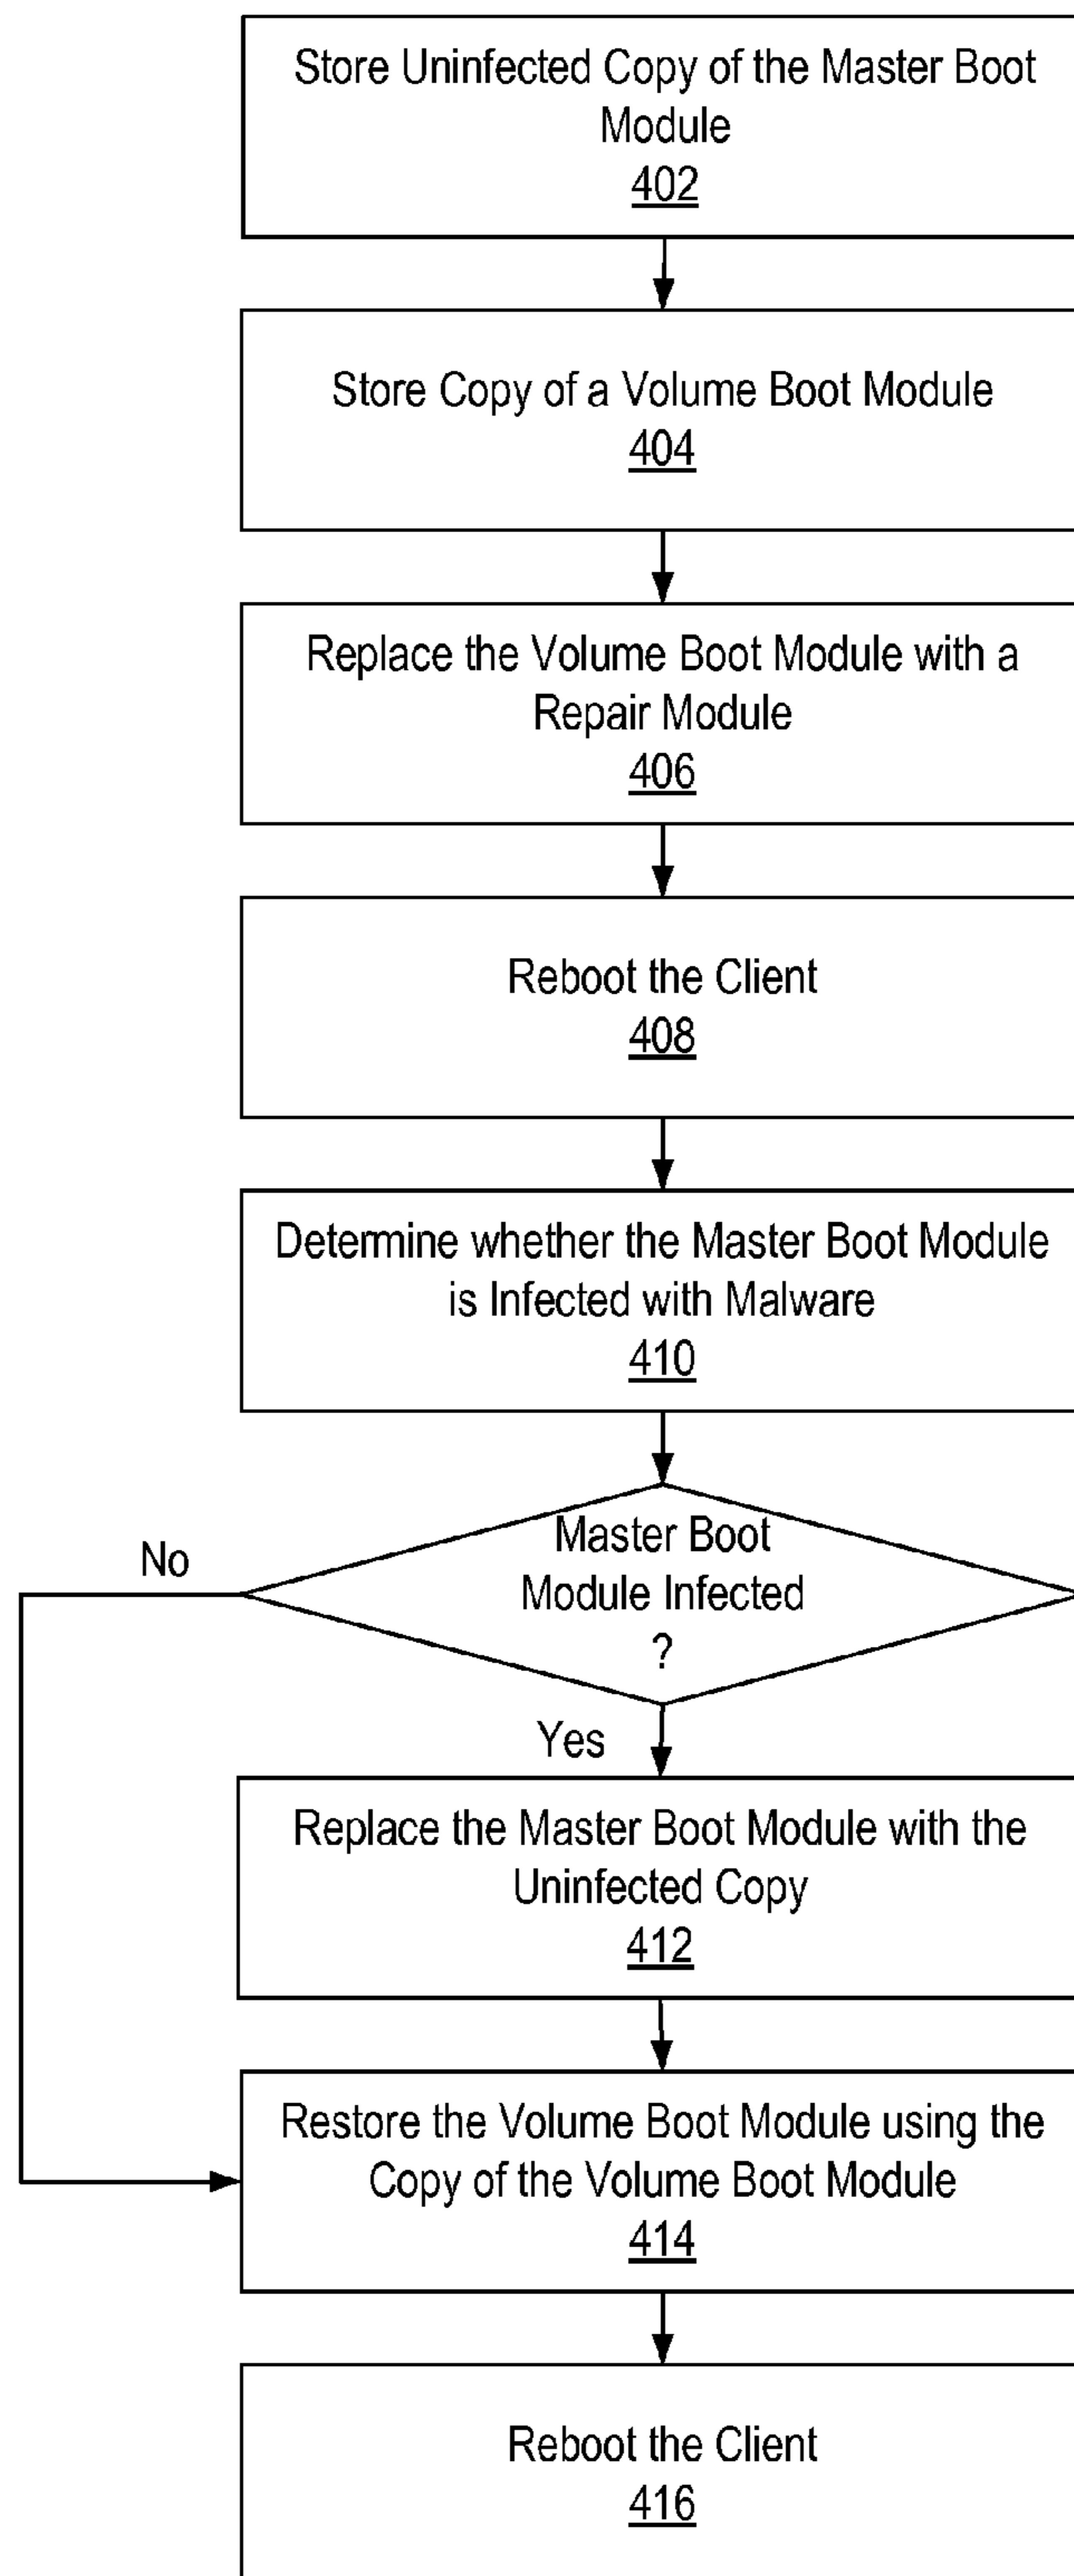 Store Uninfected Copy of the Master Boot
Module
402
Store Copy of a Volume Boot Module
404
Replace the Volume Boot Module with a
Repair Module
406
Reboot the Client
408
Determine whether the Master Boot Module
is Infected with Malware
410
No
Master Boot
Module Infected
?
Yes
Replace the Master Boot Module with the
Uninfected Copy
412
Restore the Volume Boot Module using the
Copy of the Volume Boot Module
414
Reboot the Client
416